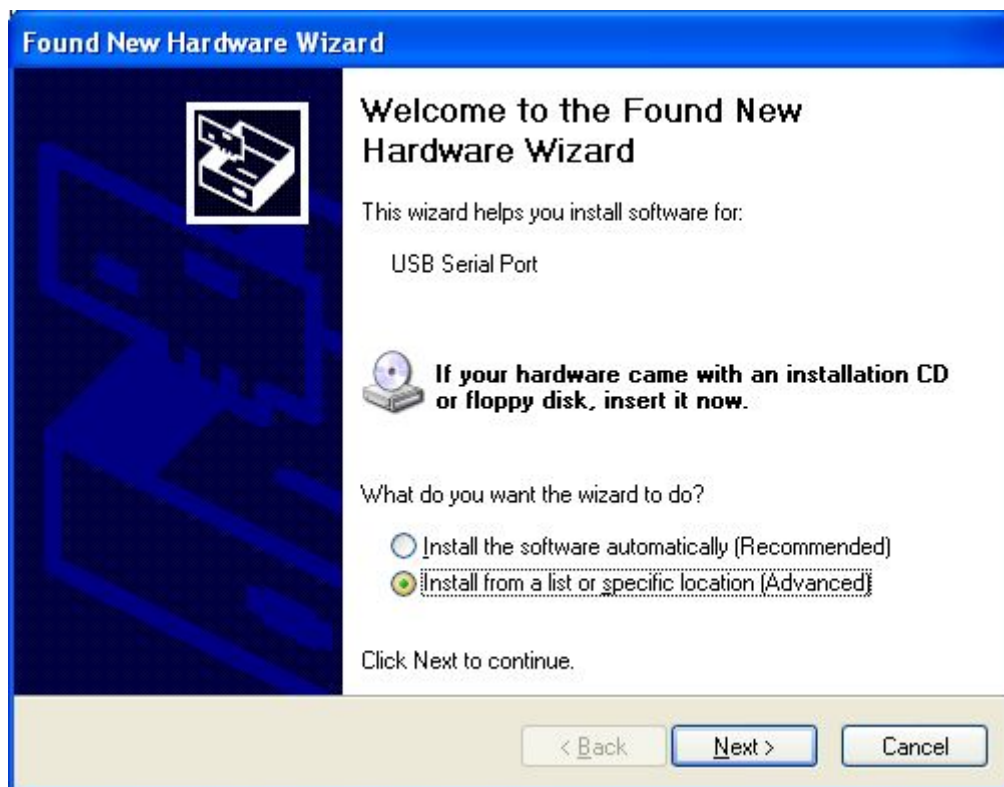 Found New Hardware Wizard
Welcome to the Found New
Hardware Wizard
This wizard helps you install software for:
USB Serial Port
If your hardware came with an installation CD
or floppy disk, insert it now.
What do you want the wizard to do?
Install the software automatically (Recommended)
Install from a list or specific location (Advanced)
Click Next to continue.
< Back
Next >
Cancel